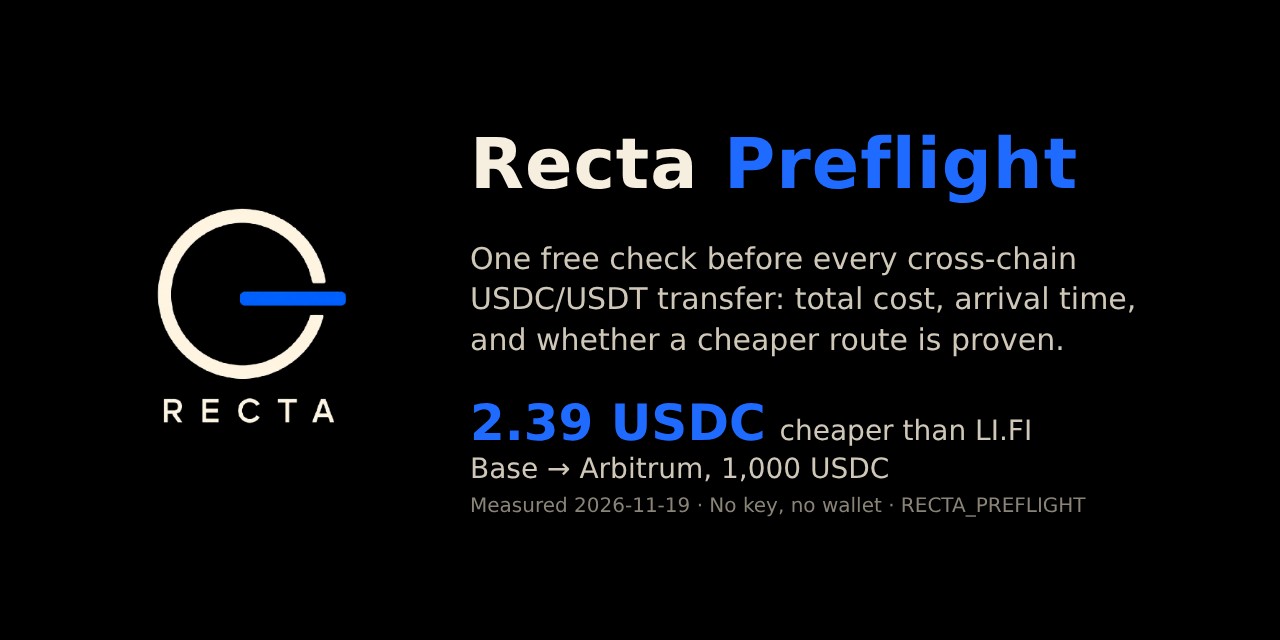 RECTA
Recta Preflight
One free check before every cross-chain
USDC/USDT transfer: total cost, arrival time,
and whether a cheaper route is proven.
2.39 USDC cheaper than LI.FI
Base → Arbitrum, 1,000 USDC
Measured 2026-11-19 · No key, no wallet · RECTA_PREFLIGHT